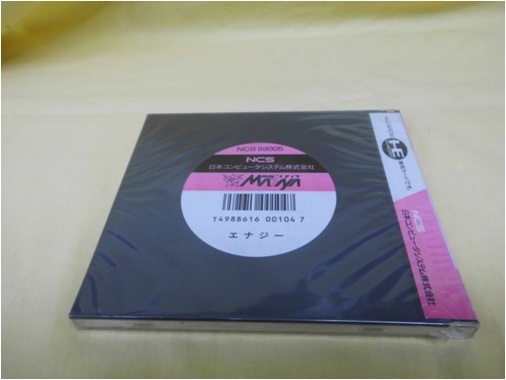 NCS 89006
NCS
日本コンピュータシステム株式会社
MAYA
T4988616 00104 7
エナジー
HE
NCS
日本コンピュータシステム株式会社